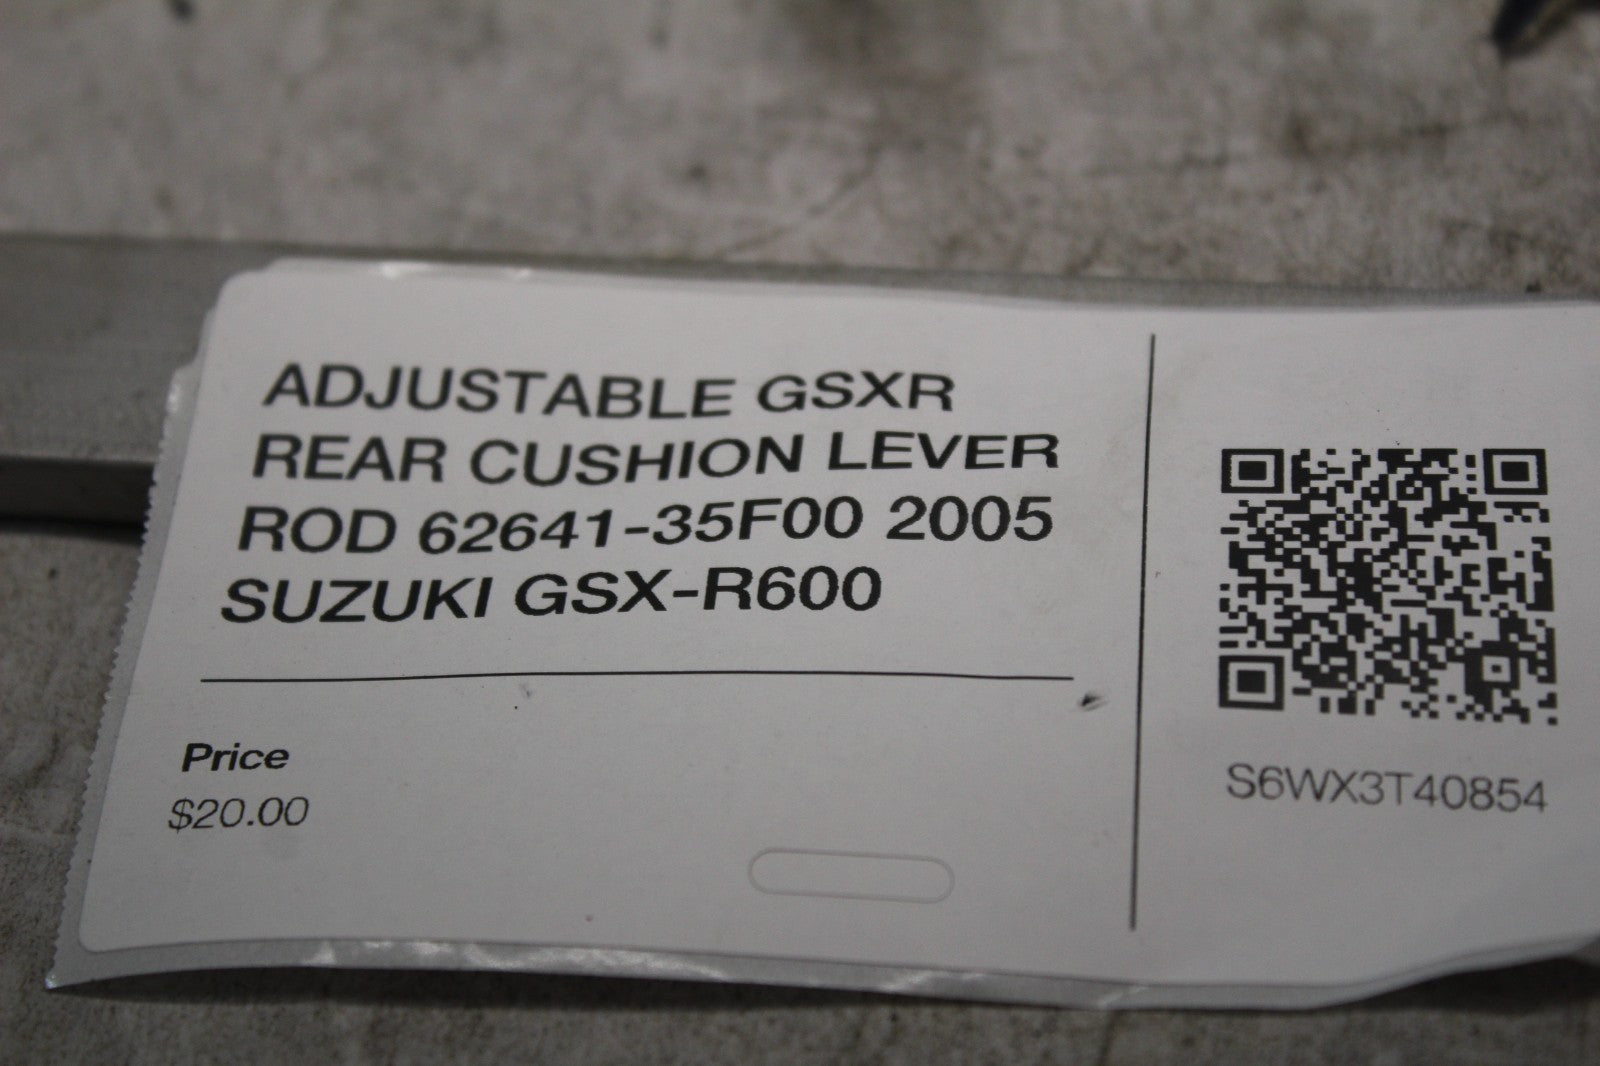 ADJUSTABLE GSXR
REAR CUSHION LEVER
ROD 62641-35F00 2005
SUZUKI GSX-R600
Price
$20.00
S6WX3T40854